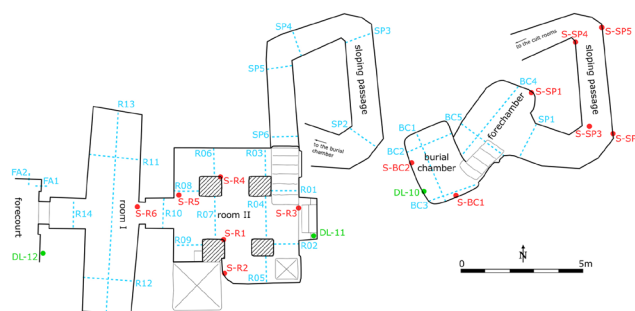 SP4
SP3
SP5
sloping passage
SP2
SP6
to the burial
chamber
R13
R06
R03
R11
FA2
FA1
R08
S-R4
R01
S-R5
forecourt
R14
room I
S-R6
R10
R07
room II
R04
S-R3
S-R1
R09
R02
DL-11
DL-12
S-R2
R12
R05
to the cult rooms
S-SP4
S-SP5
sloping passage
BC4
S-SP1
forechamber
BC5
SP1
S-SP3
S-SP
BC1
BC2
burial
chamber
S-BC2
DL-10
BC3
S-BC1
N
0
5m